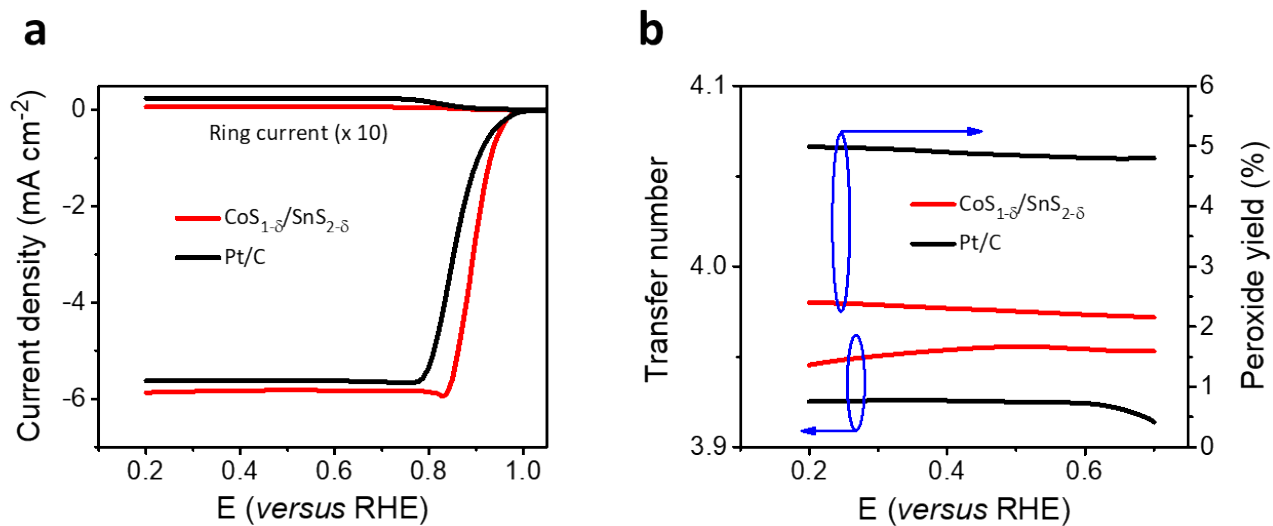 a
Current density (mA cm⁻²)
0
-2
-4
-6
Ring current (x 10)
CoS₁₋δ/SnS₂₋δ
Pt/C
0.2 0.4 0.6 0.8 1.0
E (versus RHE)
b
Transfer number
4.1
4.0
3.9
CoS₁₋δ/SnS₂₋δ
Pt/C
6
5
4
3
2
1
0
Peroxide yield (%)
0.2 0.4 0.6
E (versus RHE)